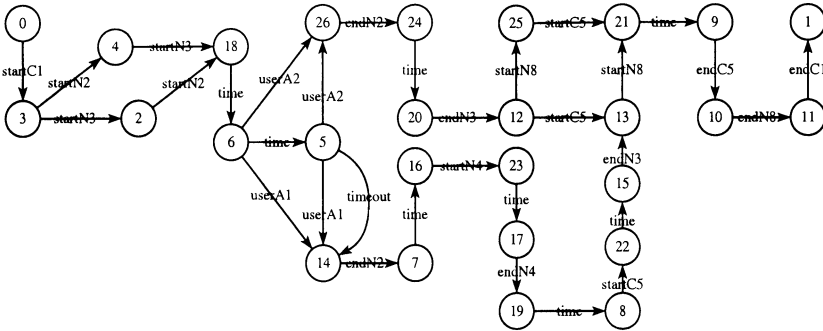 0
26
endN2
24
25
startC5
21
time
9
1
4
startN3
18
startC1
startN2
startN2
userA2
time
startN8
startN8
endC5
endC1
time
userA2
3
startN3
2
6
time
5
20
endN3
12
startC5
13
10
endN8
11
16
startN4
23
endN3
userA1
userA1
timeout
time
time
15
time
17
22
14
endN2
7
endN4
startC5
19
time
8